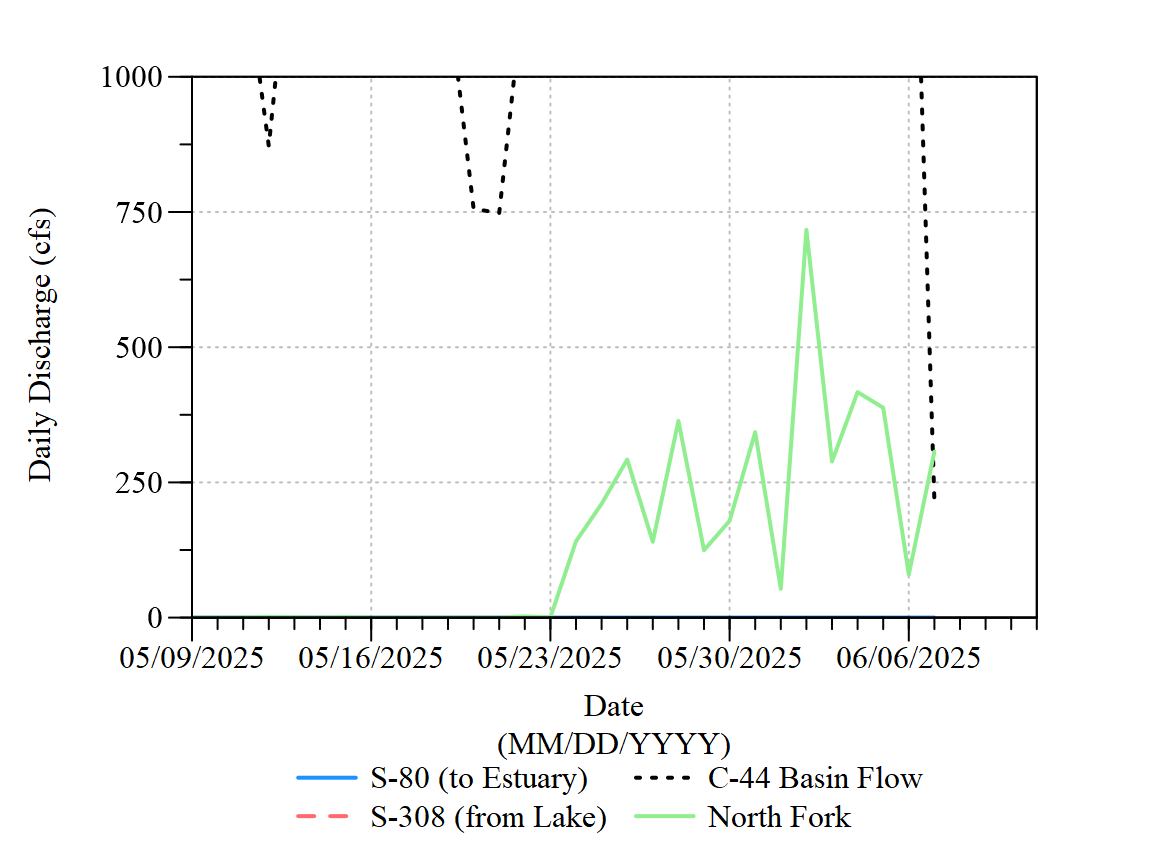 1000
750
500
250
0
Daily Discharge (cfs)
05/09/2025 05/16/2025 05/23/2025 05/30/2025 06/06/2025
Date
(MM/DD/YYYY)
S-80 (to Estuary) C-44 Basin Flow
S-308 (from Lake) North Fork